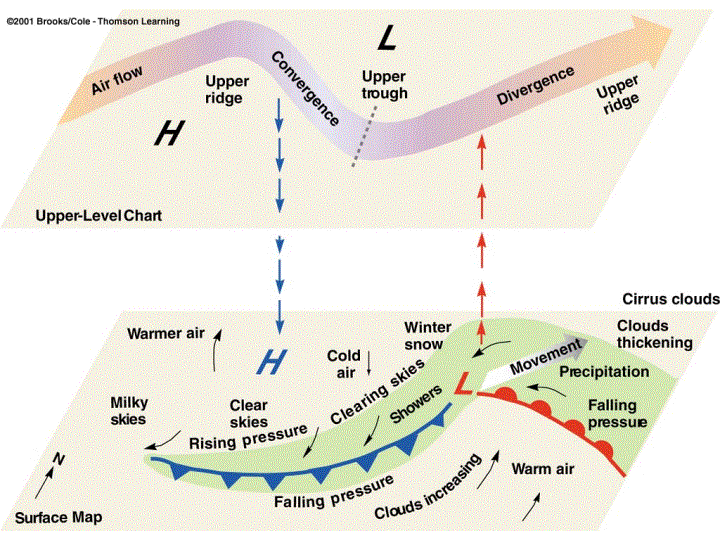 ©2001 Brooks/Cole - Thomson Learning
L
Air flow
Upper
ridge
Convergence
Upper
trough
Divergence
Upper
ridge
H
Upper-Level Chart
Cirrus clouds
Warmer air
Winter
snow
Clouds
thickening
H
Cold
air
Movement
Precipitation
L
Milky
skies
Clear
skies
Clearing skies
Showers
Falling
pressure
Rising pressure
N
Falling pressure
Clouds increasing
Warm air
Surface Map